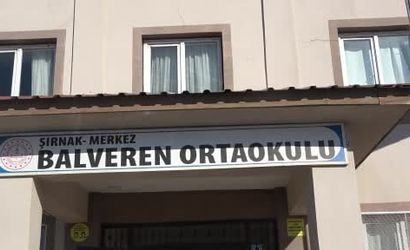 ŞIRNAK- MERKEZ
BALVEREN ORTAOKULU